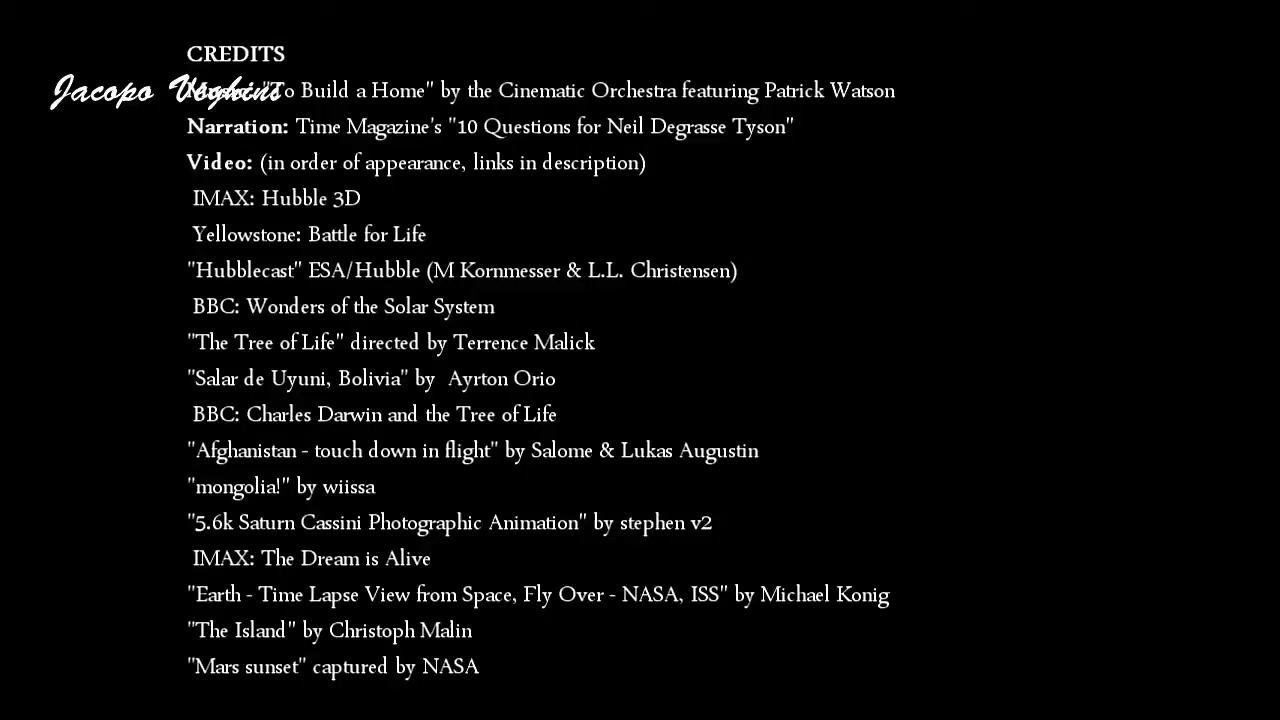 CREDITS
Jacopo
"To Build a Home" by the Cinematic Orchestra featuring Patrick Watson
Narration: Time Magazine's "10 Questions for Neil Degrasse Tyson"
Video: (in order of appearance, links in description)
IMAX: Hubble 3D
Yellowstone: Battle for Life
"Hubblecast" ESA/Hubble (M Kornmesser & L.L. Christensen)
BBC: Wonders of the Solar System
"The Tree of Life" directed by Terrence Malick
"Salar de Uyuni, Bolivia" by Ayrton Orio
BBC: Charles Darwin and the Tree of Life
"Afghanistan - touch down in flight" by Salome & Lukas Augustin
"mongolia!" by wiissa
"5.6k Saturn Cassini Photographic Animation" by stephen v2
IMAX: The Dream is Alive
"Earth - Time Lapse View from Space, Fly Over - NASA, ISS" by Michael Konig
"The Island" by Christoph Malin
"Mars sunset" captured by NASA